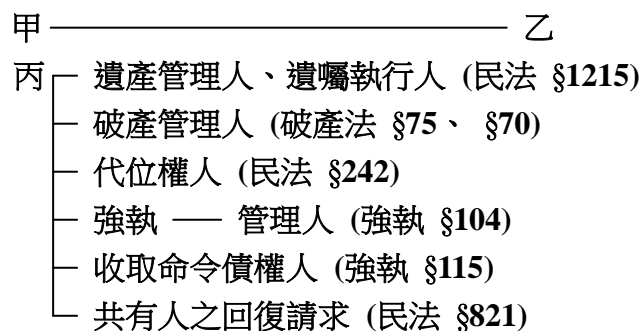 甲 乙
丙 遺產管理人、遺囑執行人 (民法 §1215)
破產管理人 (破產法 §75、 §70)
代位權人 (民法 §242)
強執 — 管理人 (強執 §104)
收取命令債權人 (強執 §115)
共有人之回復請求 (民法 §821)